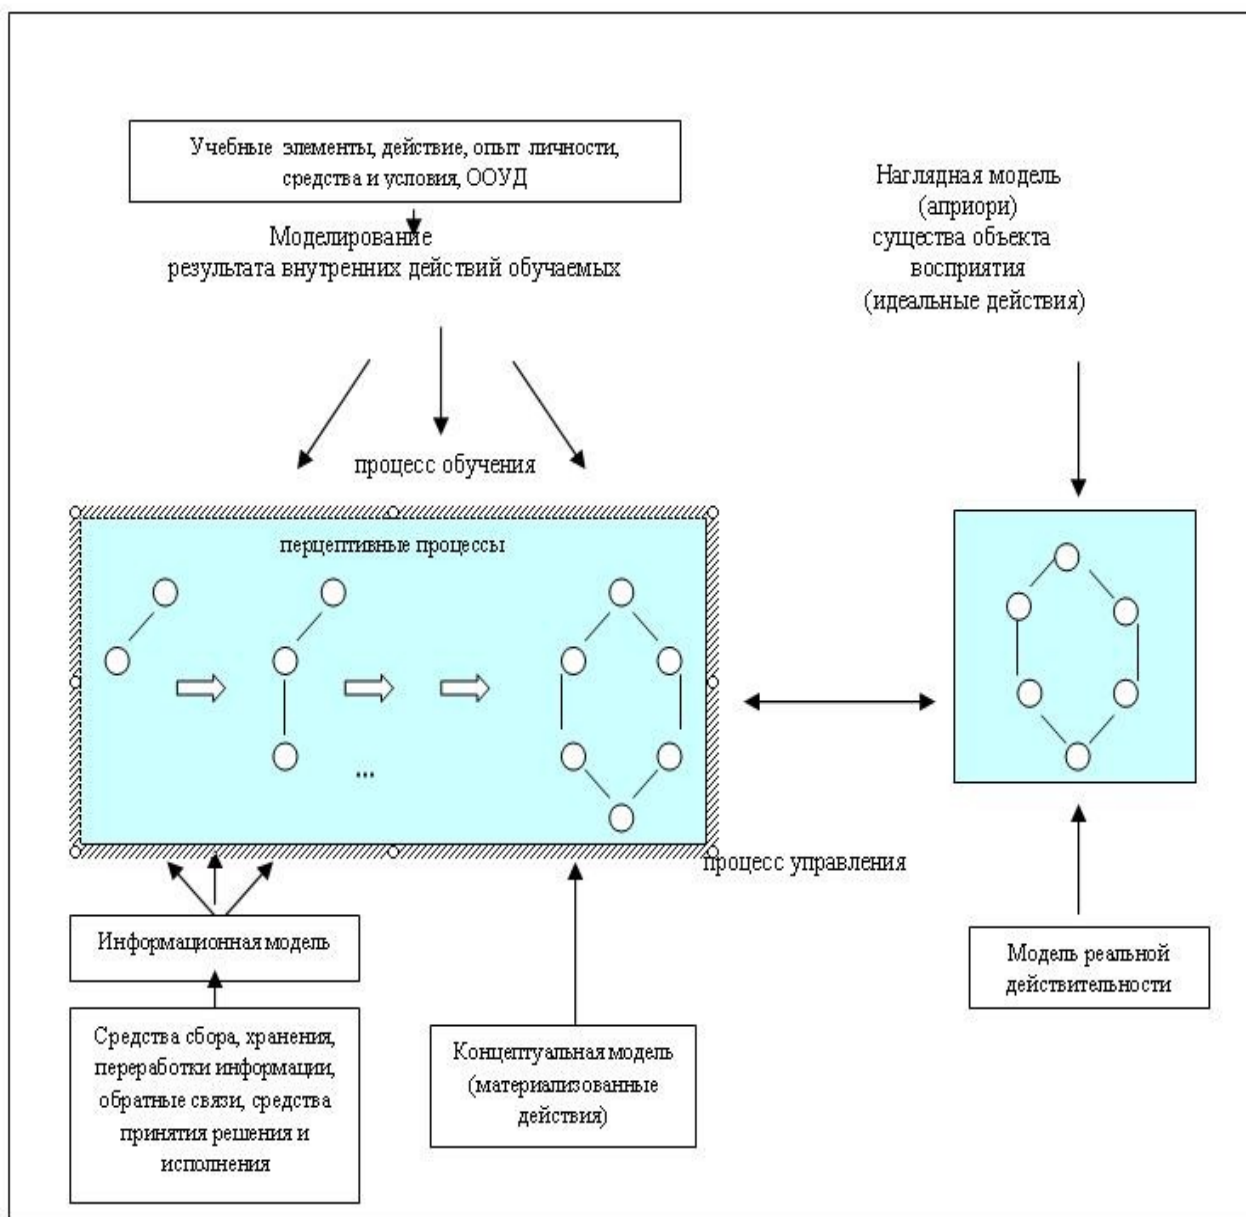 Учебные элементы, действие, опыт личности,
средства и условия, ООУД
Моделирование
результата внутренних действий обучаемых
Наглядная модель
(априори)
существа объекта
восприятия
(идеальные действия)
процесс обучения
перцептивные процессы
...
процесс управления
Информационная модель
Средства сбора, хранения,
переработки информации,
обратные связи, средства
принятия решения и
исполнения
Концептуальная модель
(материализованные
действия)
Модель реальной
действительности